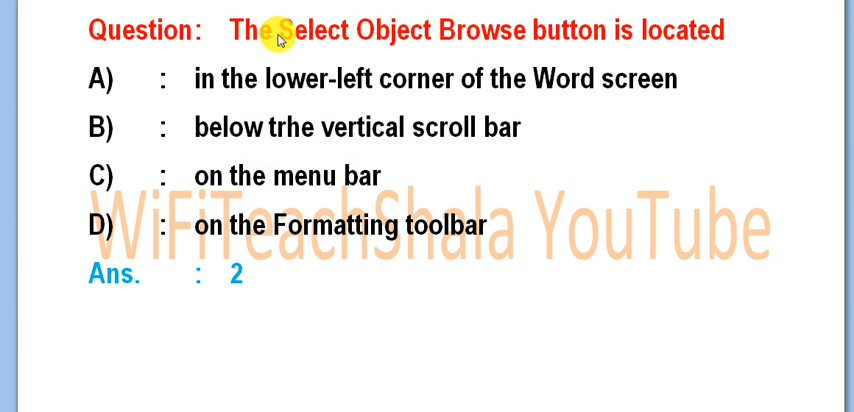 Question: The Select Object Browse button is located
A) : in the lower-left corner of the Word screen
B) : below trhe vertical scroll bar
C) : on the menu bar
WiFiTeachShala YouTube
D) : on the Formatting toolbar
Ans. : 2